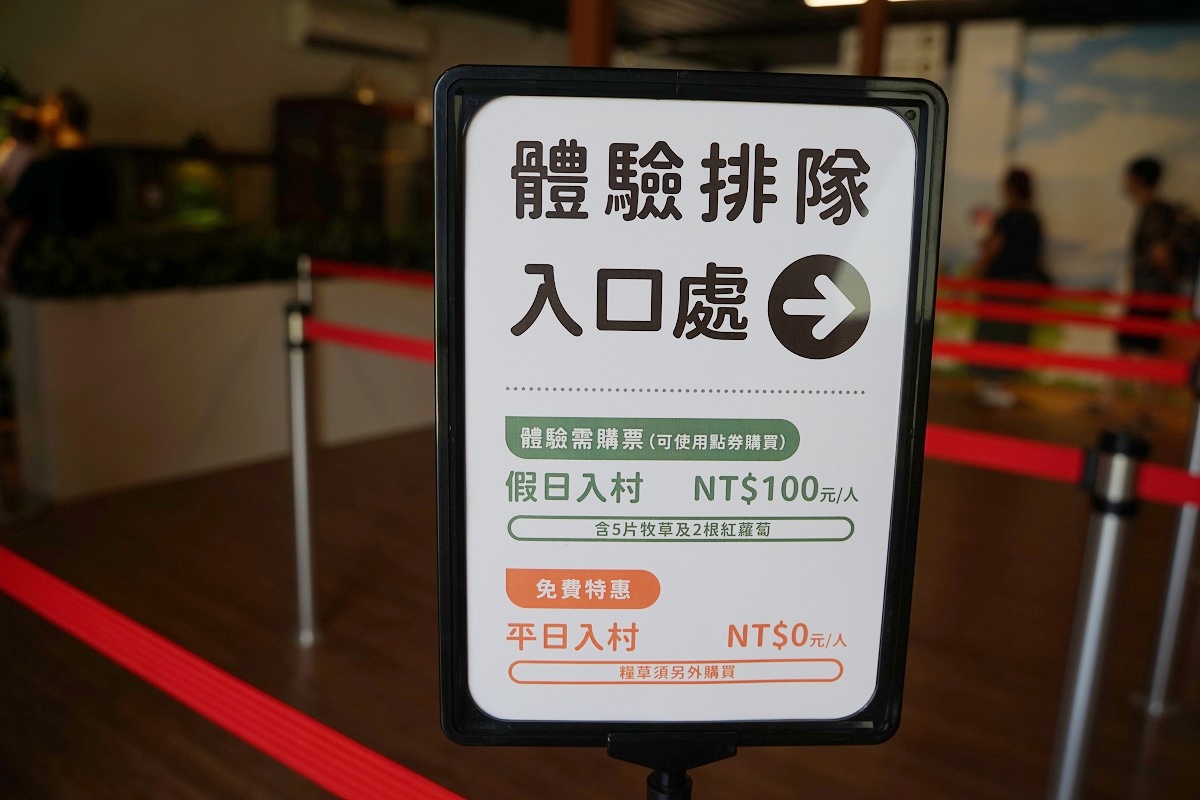 體驗排隊
入口處
體驗需購票(可使用點券購買)
假日入村 NT$100元/人
含5片牧草及2根紅蘿蔔
免費特惠
平日入村 NT$0元/人
糧草須另外購買